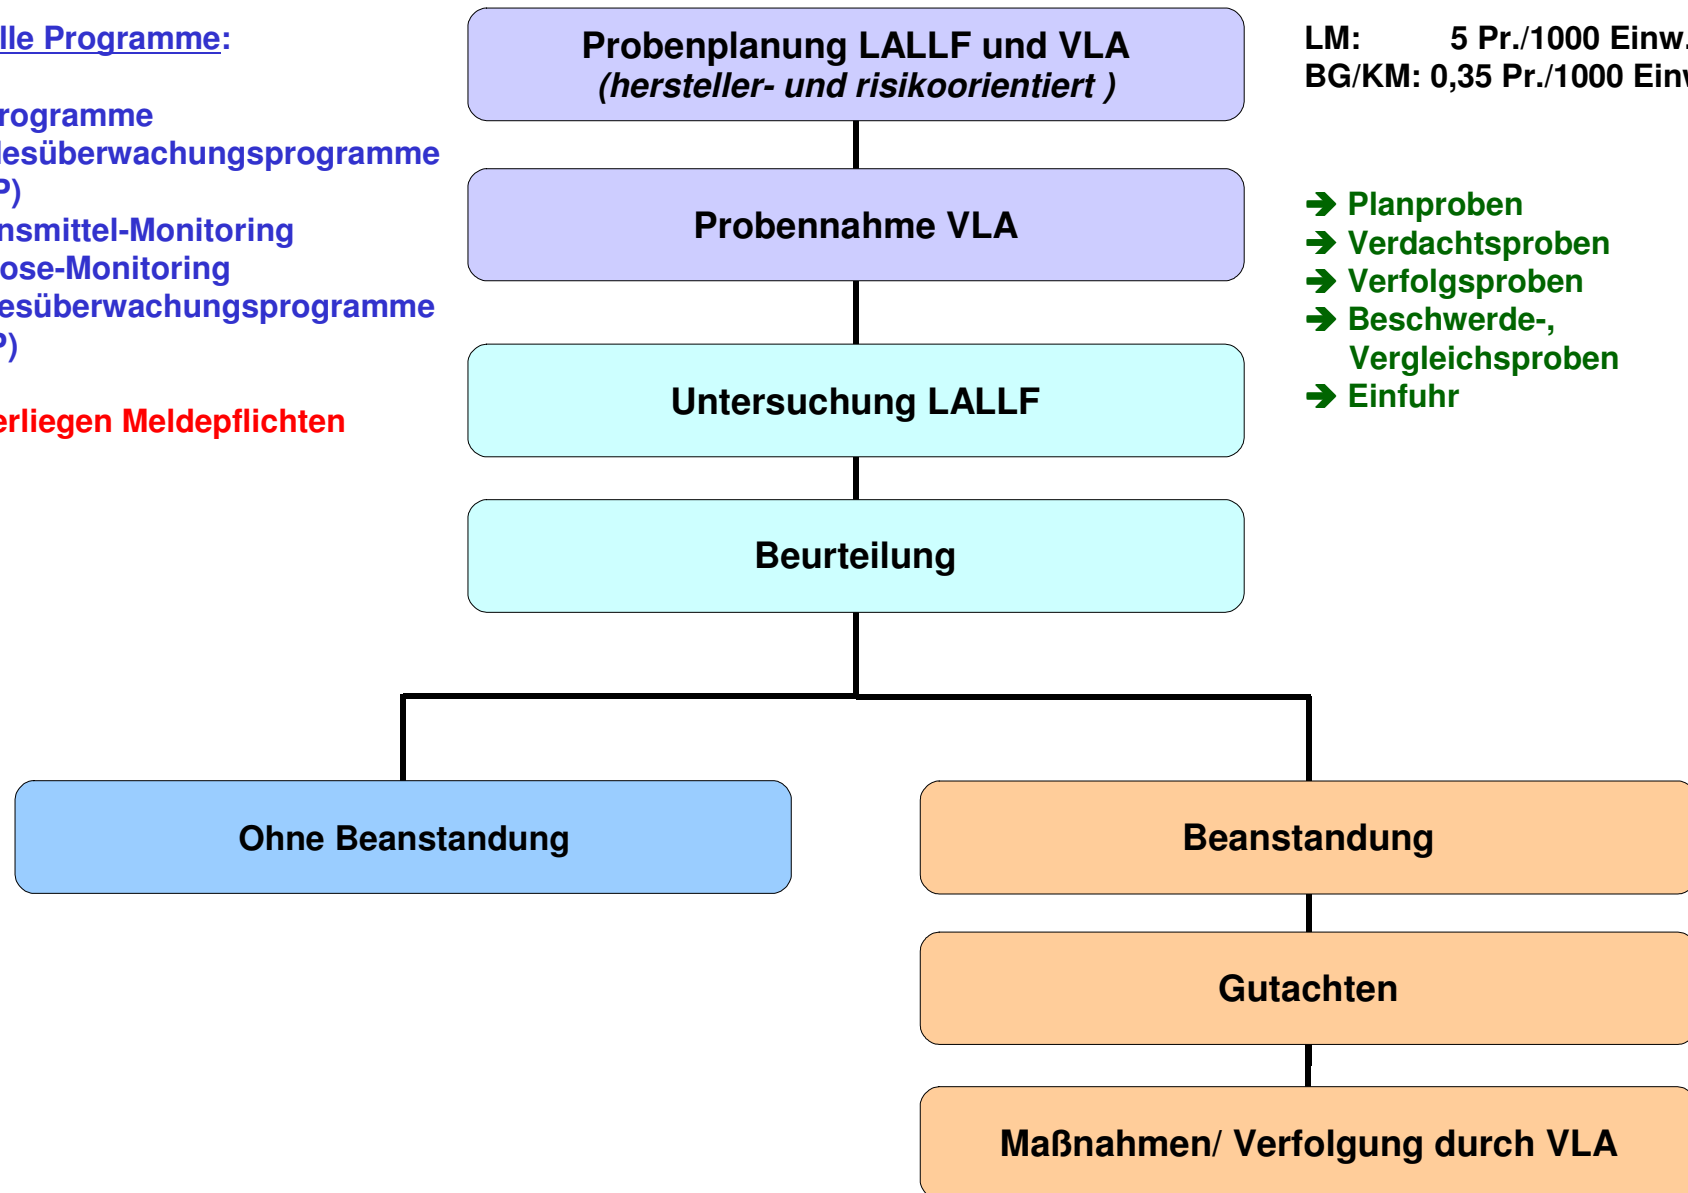 lle Programme:
rogramme
lesüberwachungsprogramme
P)
nsmittel-Monitoring
ose-Monitoring
esüberwachungsprogramme
P)
erliegen Meldepflichten
Probenplanung LALLF und VLA
(hersteller- und risikoorientiert )
Probennahme VLA
Untersuchung LALLF
Beurteilung
LM: 5 Pr./1000 Einw.
BG/KM: 0,35 Pr./1000 Einw
➔ Planproben
➔ Verdachtsproben
➔ Verfolgsproben
➔ Beschwerde-,
Vergleichsproben
➔ Einfuhr
Ohne Beanstandung
Beanstandung
Gutachten
Maßnahmen/ Verfolgung durch VLA